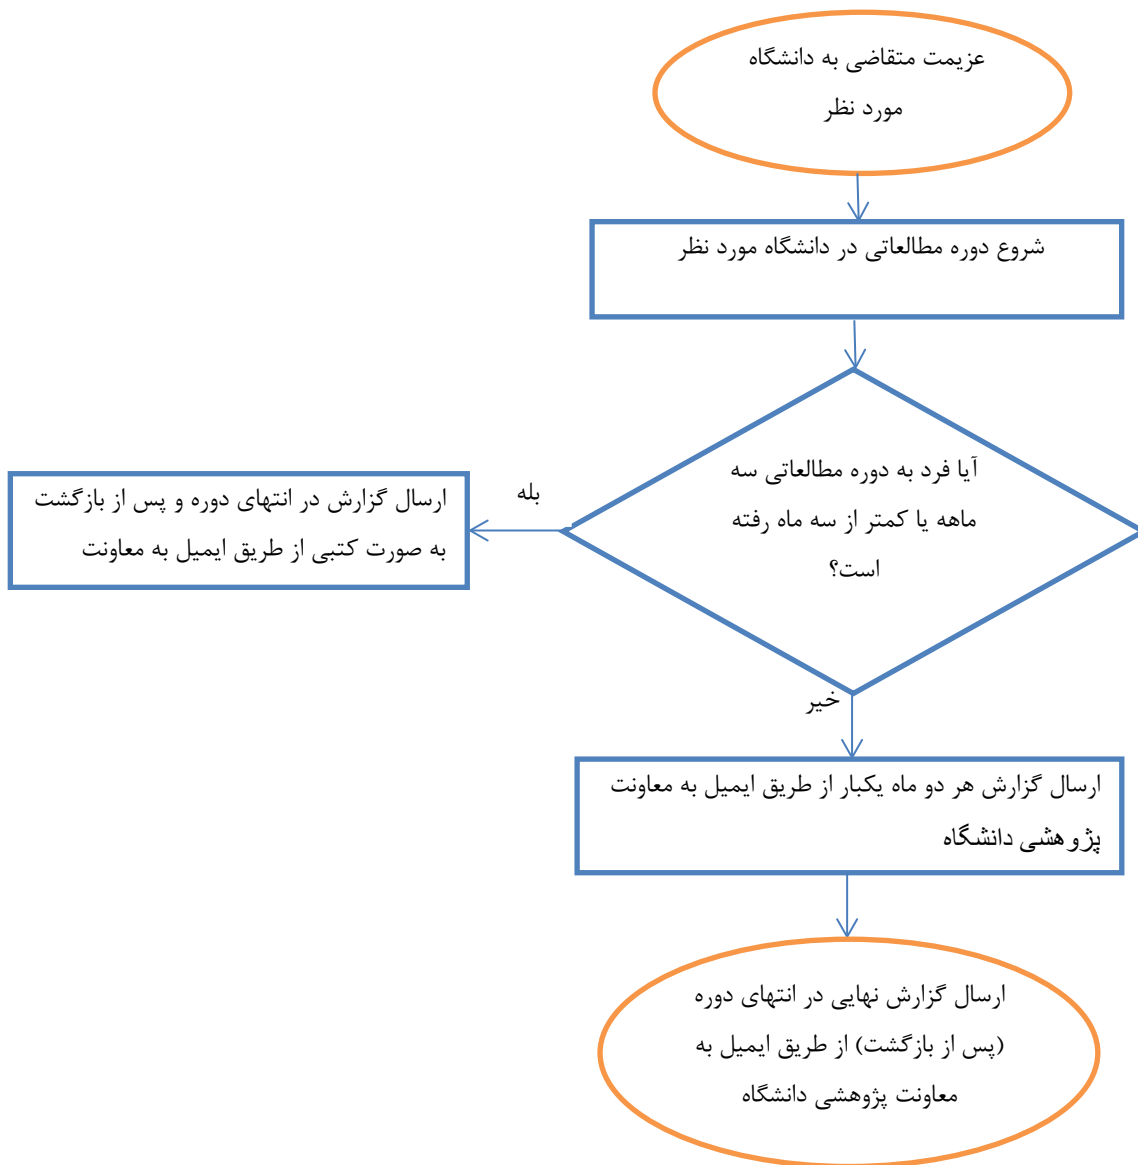 عزیمت متقاضی به دانشگاه
مورد نظر
شروع دوره مطالعاتی در دانشگاه مورد نظر
آیا فرد به دوره مطالعاتی سه
ماهه یا کمتر از سه ماه رفته
است؟
بله
ارسال گزارش در انتهای دوره و پس از بازگشت
به صورت کتبی از طریق ایمیل به معاونت
خیر
ارسال گزارش هر دو ماه یکبار از طریق ایمیل به معاونت
پژوهشی دانشگاه
ارسال گزارش نهایی در انتهای دوره
(پس از بازگشت) از طریق ایمیل به
معاونت پژوهشی دانشگاه